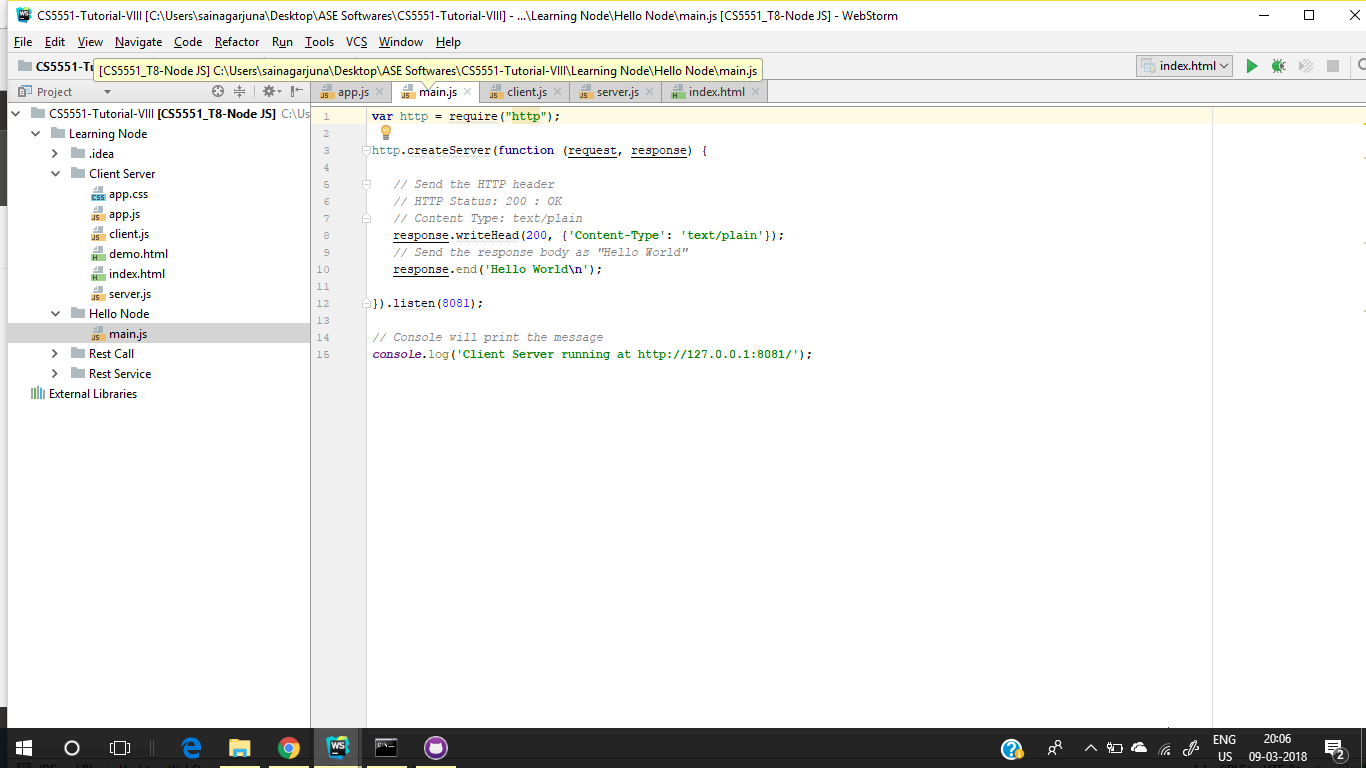 CS5551-Tutorial-VIII [C:\Users\sainagarjuna\Desktop\ASE Softwares\CS5551-Tutorial-VIII] - ...\Learning Node\Hello Node\main.js [CS5551_T8-Node JS] - WebStorm
File Edit View Navigate Code Refactor Run Tools VCS Window Help
CS5551-Tu
[CS5551_T8-Node JS] C:\Users\sainagarjuna\Desktop\ASE Softwares\CS5551-Tutorial-VIII\Learning Node\Hello Node\main.js
index.html
Project
app.js main.js client.js server.js index.html
CS5551-Tutorial-VIII [CS5551_T8-Node JS] C:\Us
Learning Node
.idea
Client Server
app.css
app.js
client.js
demo.html
index.html
server.js
Hello Node
main.js
Rest Call
Rest Service
External Libraries
1 var http = require("http");
2
3 http.createServer(function (request, response) {
4
5 // Send the HTTP header
6 // HTTP Status: 200 : OK
7 // Content Type: text/plain
8 response.writeHead(200, {'Content-Type': 'text/plain'});
9 // Send the response body as "Hello World"
10 response.end('Hello World\n');
11
12 }).listen(8081);
13
14 // Console will print the message
15 console.log('Client Server running at http://127.0.0.1:8081/');
ENG
US
20:06
09-03-2018
2